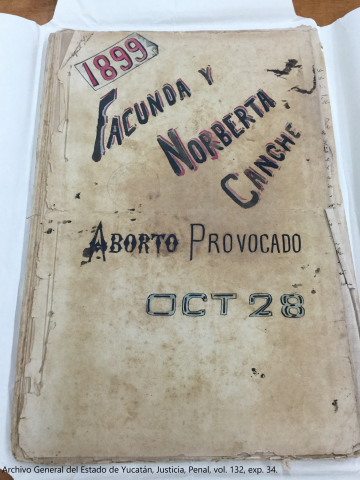 1899
FACUNDA Y
NORBERTA
CANCHÉ
ABORTO PROVOCADO
OCT 28
Archivo General del Estado de Yucatán, Justicia, Penal, vol. 132, exp. 34.